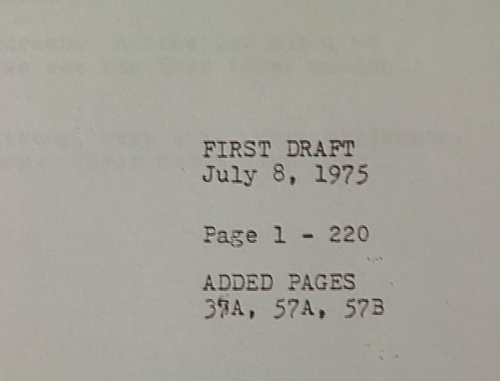 FIRST DRAFT
July 8, 1975
Page 1 - 220
ADDED PAGES
37A, 57A, 57B